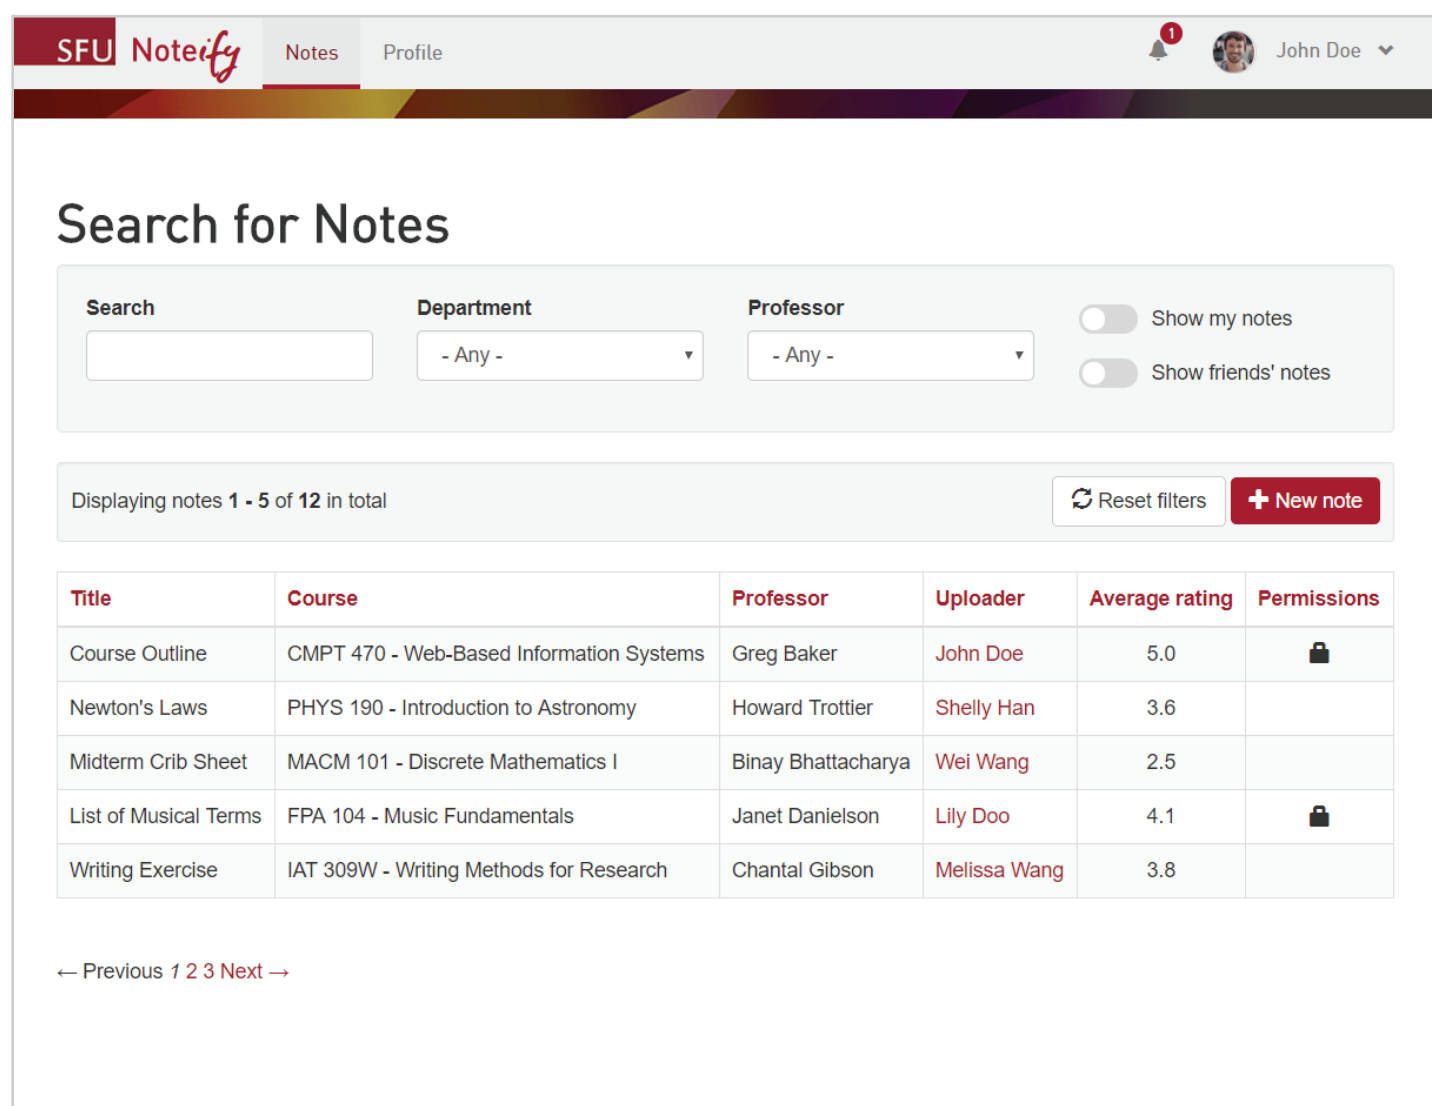 SFU Noteify Notes Profile 1 John Doe
Search for Notes
Search Department Professor
Show my notes
- Any - - Any -
Show friends' notes
Displaying notes 1 - 5 of 12 in total Reset filters New note
Title Course Professor Uploader Average rating Permissions
Course Outline CMPT 470 - Web-Based Information Systems Greg Baker John Doe 5.0
Newton's Laws PHYS 190 - Introduction to Astronomy Howard Trottier Shelly Han 3.6
Midterm Crib Sheet MACM 101 - Discrete Mathematics I Binay Bhattacharya Wei Wang 2.5
List of Musical Terms FPA 104 - Music Fundamentals Janet Danielson Lily Doo 4.1
Writing Exercise IAT 309W - Writing Methods for Research Chantal Gibson Melissa Wang 3.8
← Previous 1 2 3 Next →